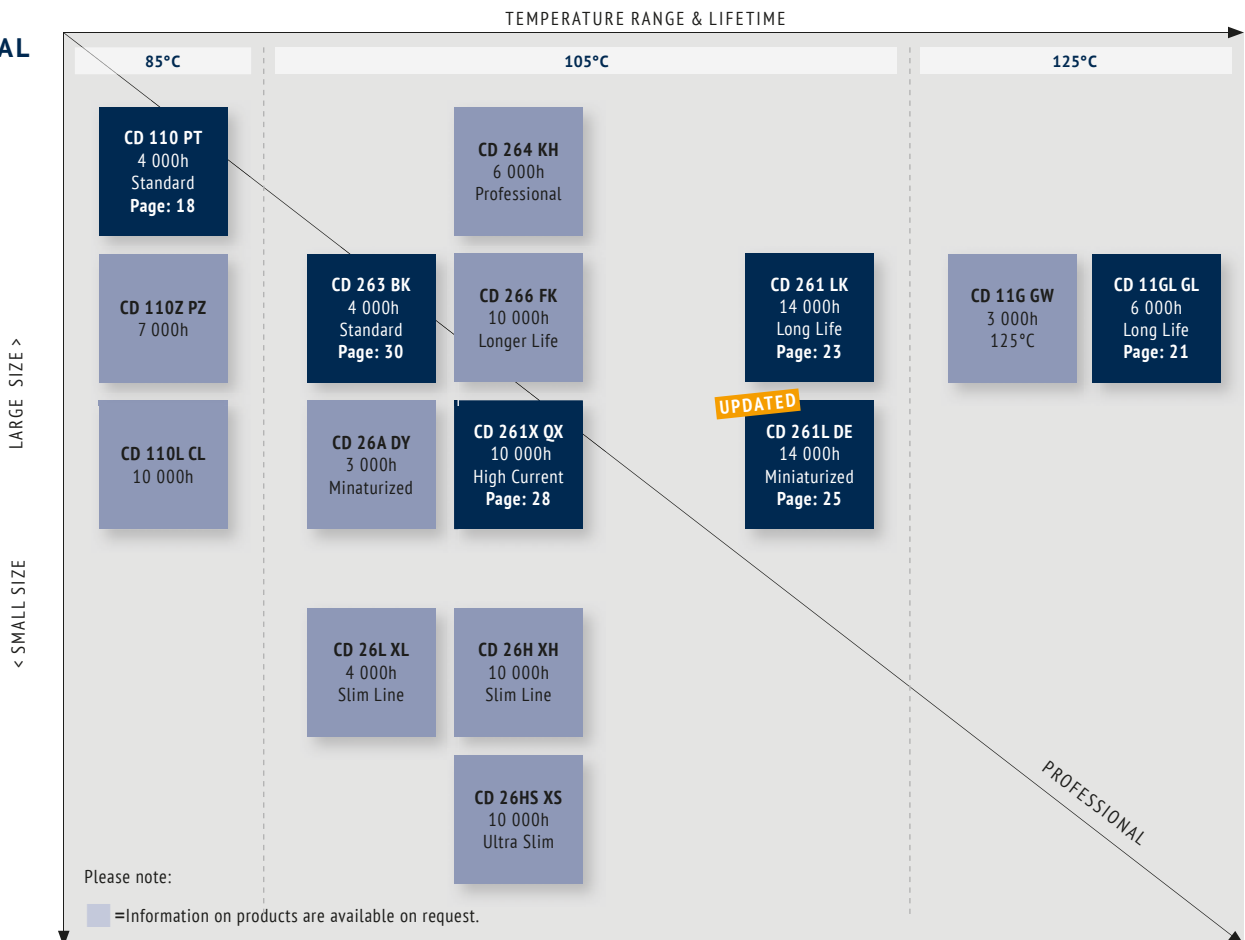 TEMPERATURE RANGE & LIFETIME
AL
85°C
105°C
125°C
CD 110 PT
4 000h
Standard
Page: 18
CD 264 KH
6 000h
Professional
CD 110Z PZ
7 000h
CD 263 BK
4 000h
Standard
Page: 30
CD 266 FK
10 000h
Longer Life
CD 261 LK
14 000h
Long Life
Page: 23
CD 11G GW
3 000h
125°C
CD 11GL GL
6 000h
Long Life
Page: 21
LARGE SIZE >
CD 110L CL
10 000h
CD 26A DY
3 000h
Minaturized
CD 261X QX
10 000h
High Current
Page: 28
UPDATED
CD 261L DE
14 000h
Miniaturized
Page: 25
< SMALL SIZE
CD 26L XL
4 000h
Slim Line
CD 26H XH
10 000h
Slim Line
CD 26HS XS
10 000h
Ultra Slim
PROFESSIONAL
Please note:
=Information on products are available on request.